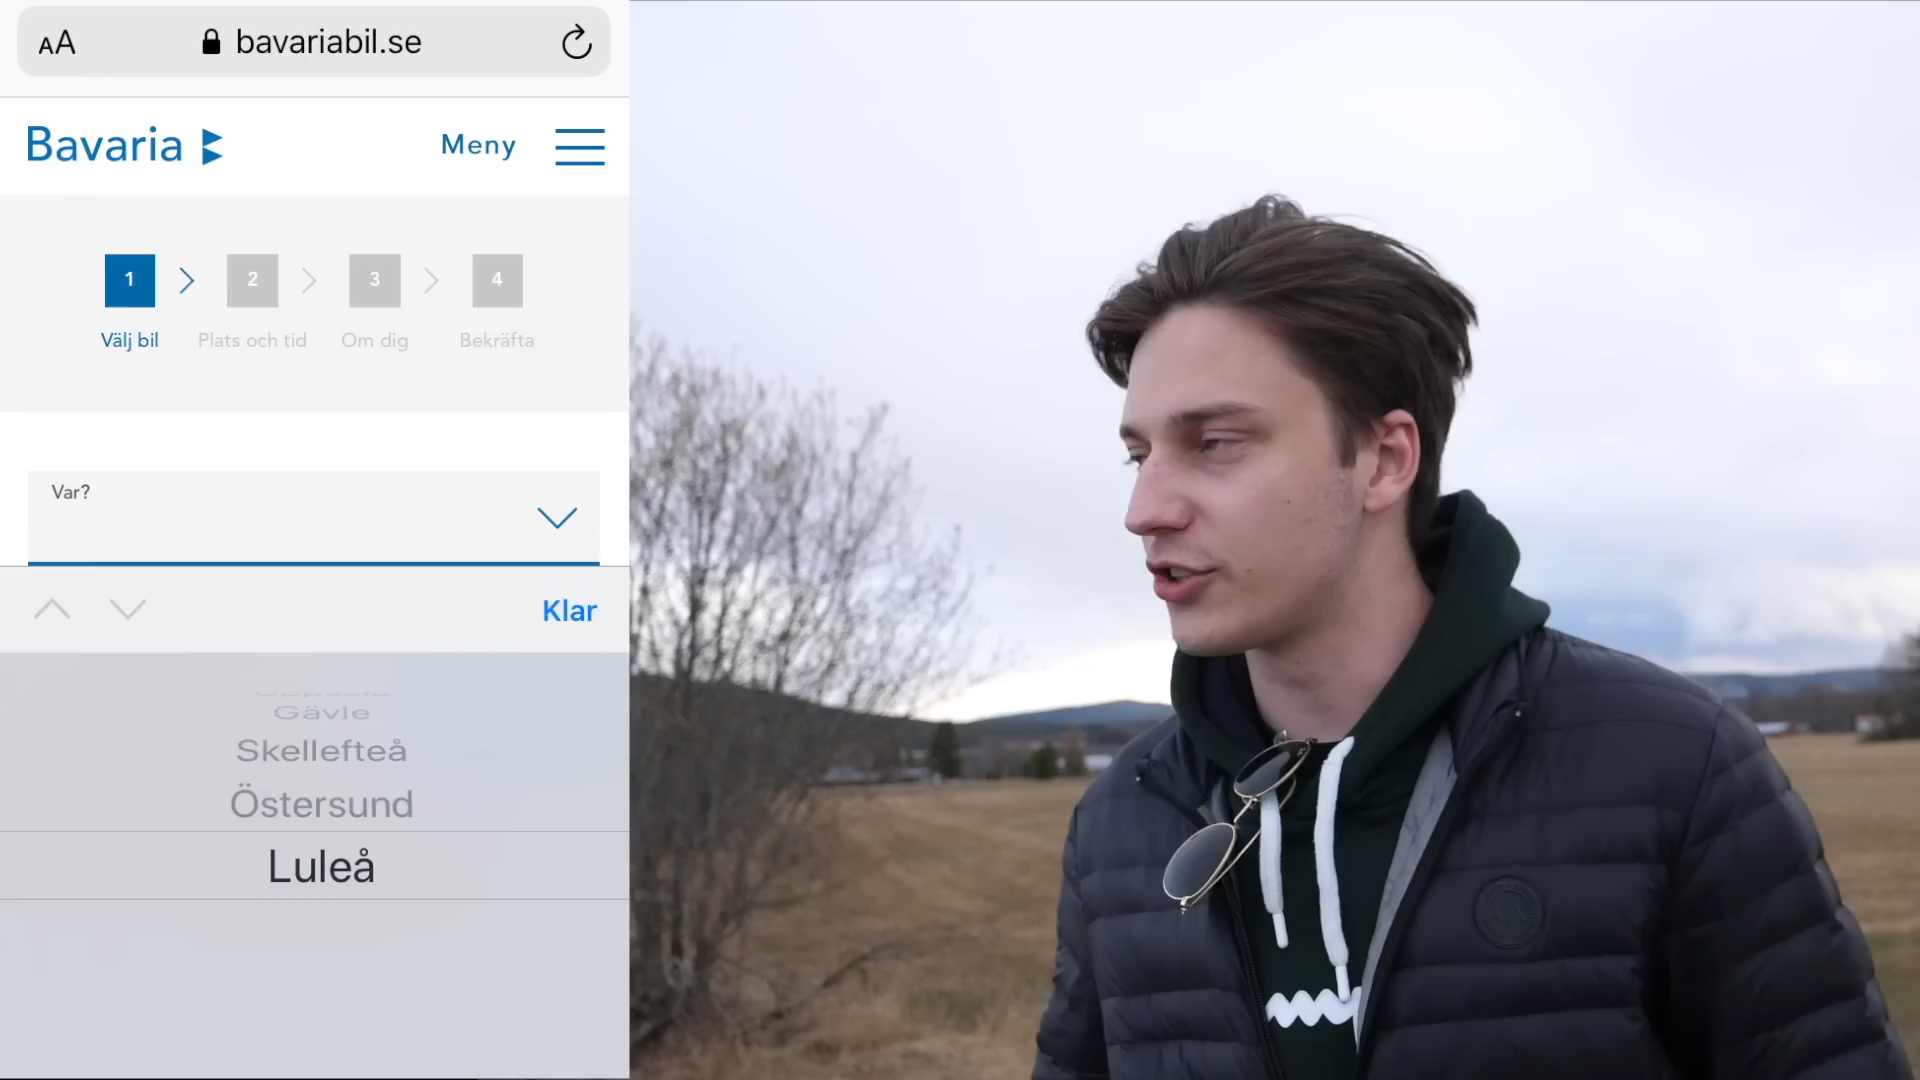 AA bavariabil.se
Bavaria Meny
1 2 3 4
Välj bil Plats och tid Om dig Bekräfta
Var?
Klar
Gävle
Skellefteå
Östersund
Luleå